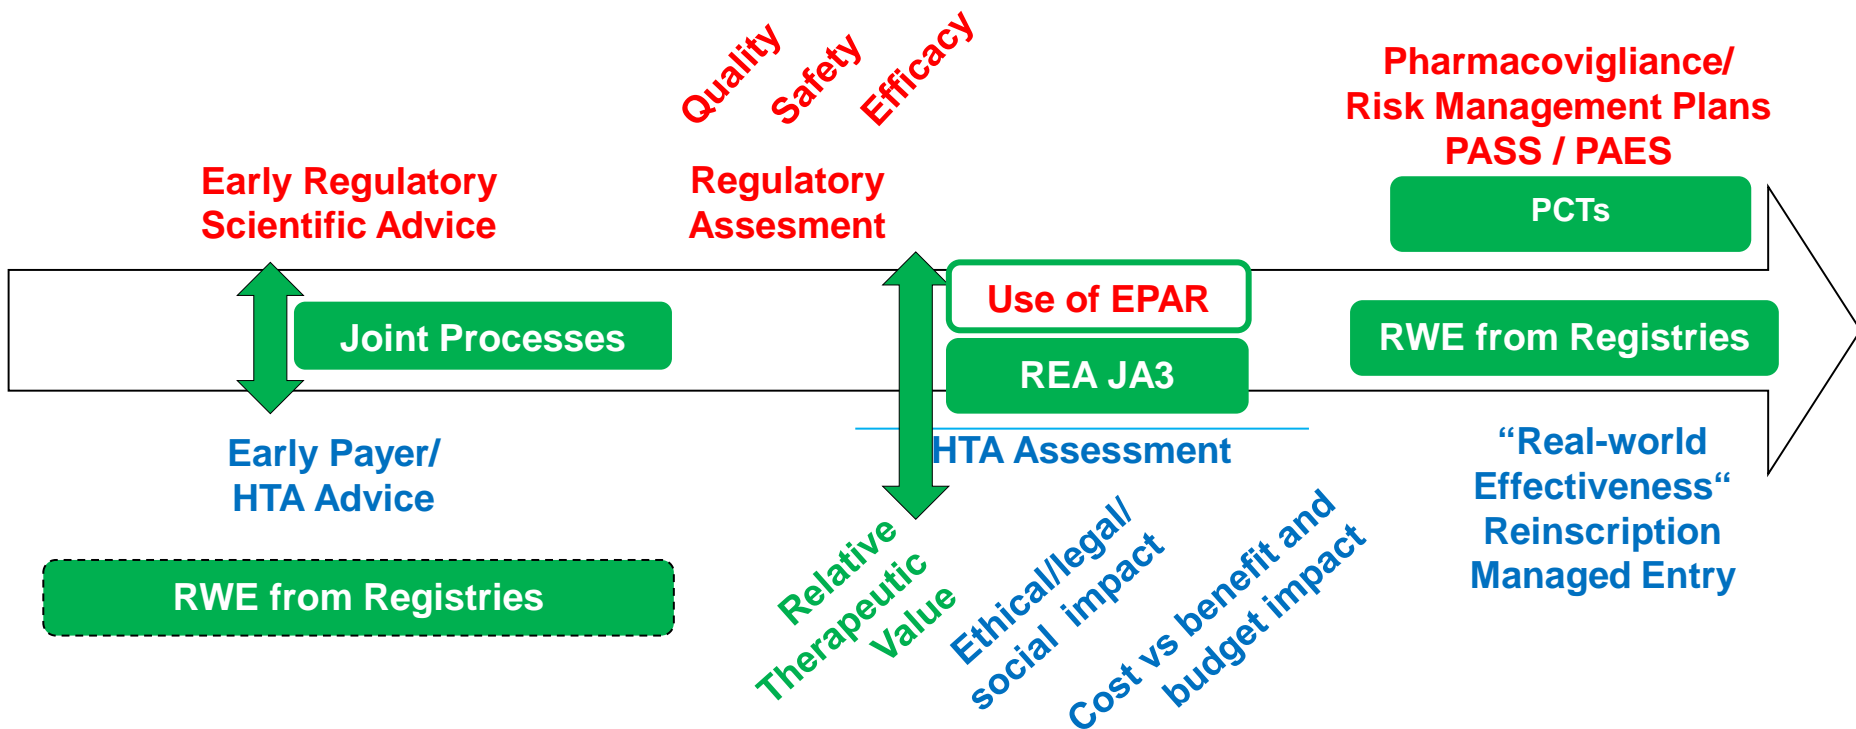 Quality
Safety
Efficacy
Pharmacovigliance/
Risk Management Plans
PASS / PAES
Early Regulatory
Scientific Advice
Regulatory
Assesment
PCTs
Joint Processes
Use of EPAR
REA JA3
RWE from Registries
Early Payer/
HTA Advice
HTA Assessment
“Real-world
Effectiveness“
Reinscription
Managed Entry
RWE from Registries
Relative
Therapeutic
Value
Ethical/legal/
social impact
Cost vs benefit and
budget impact